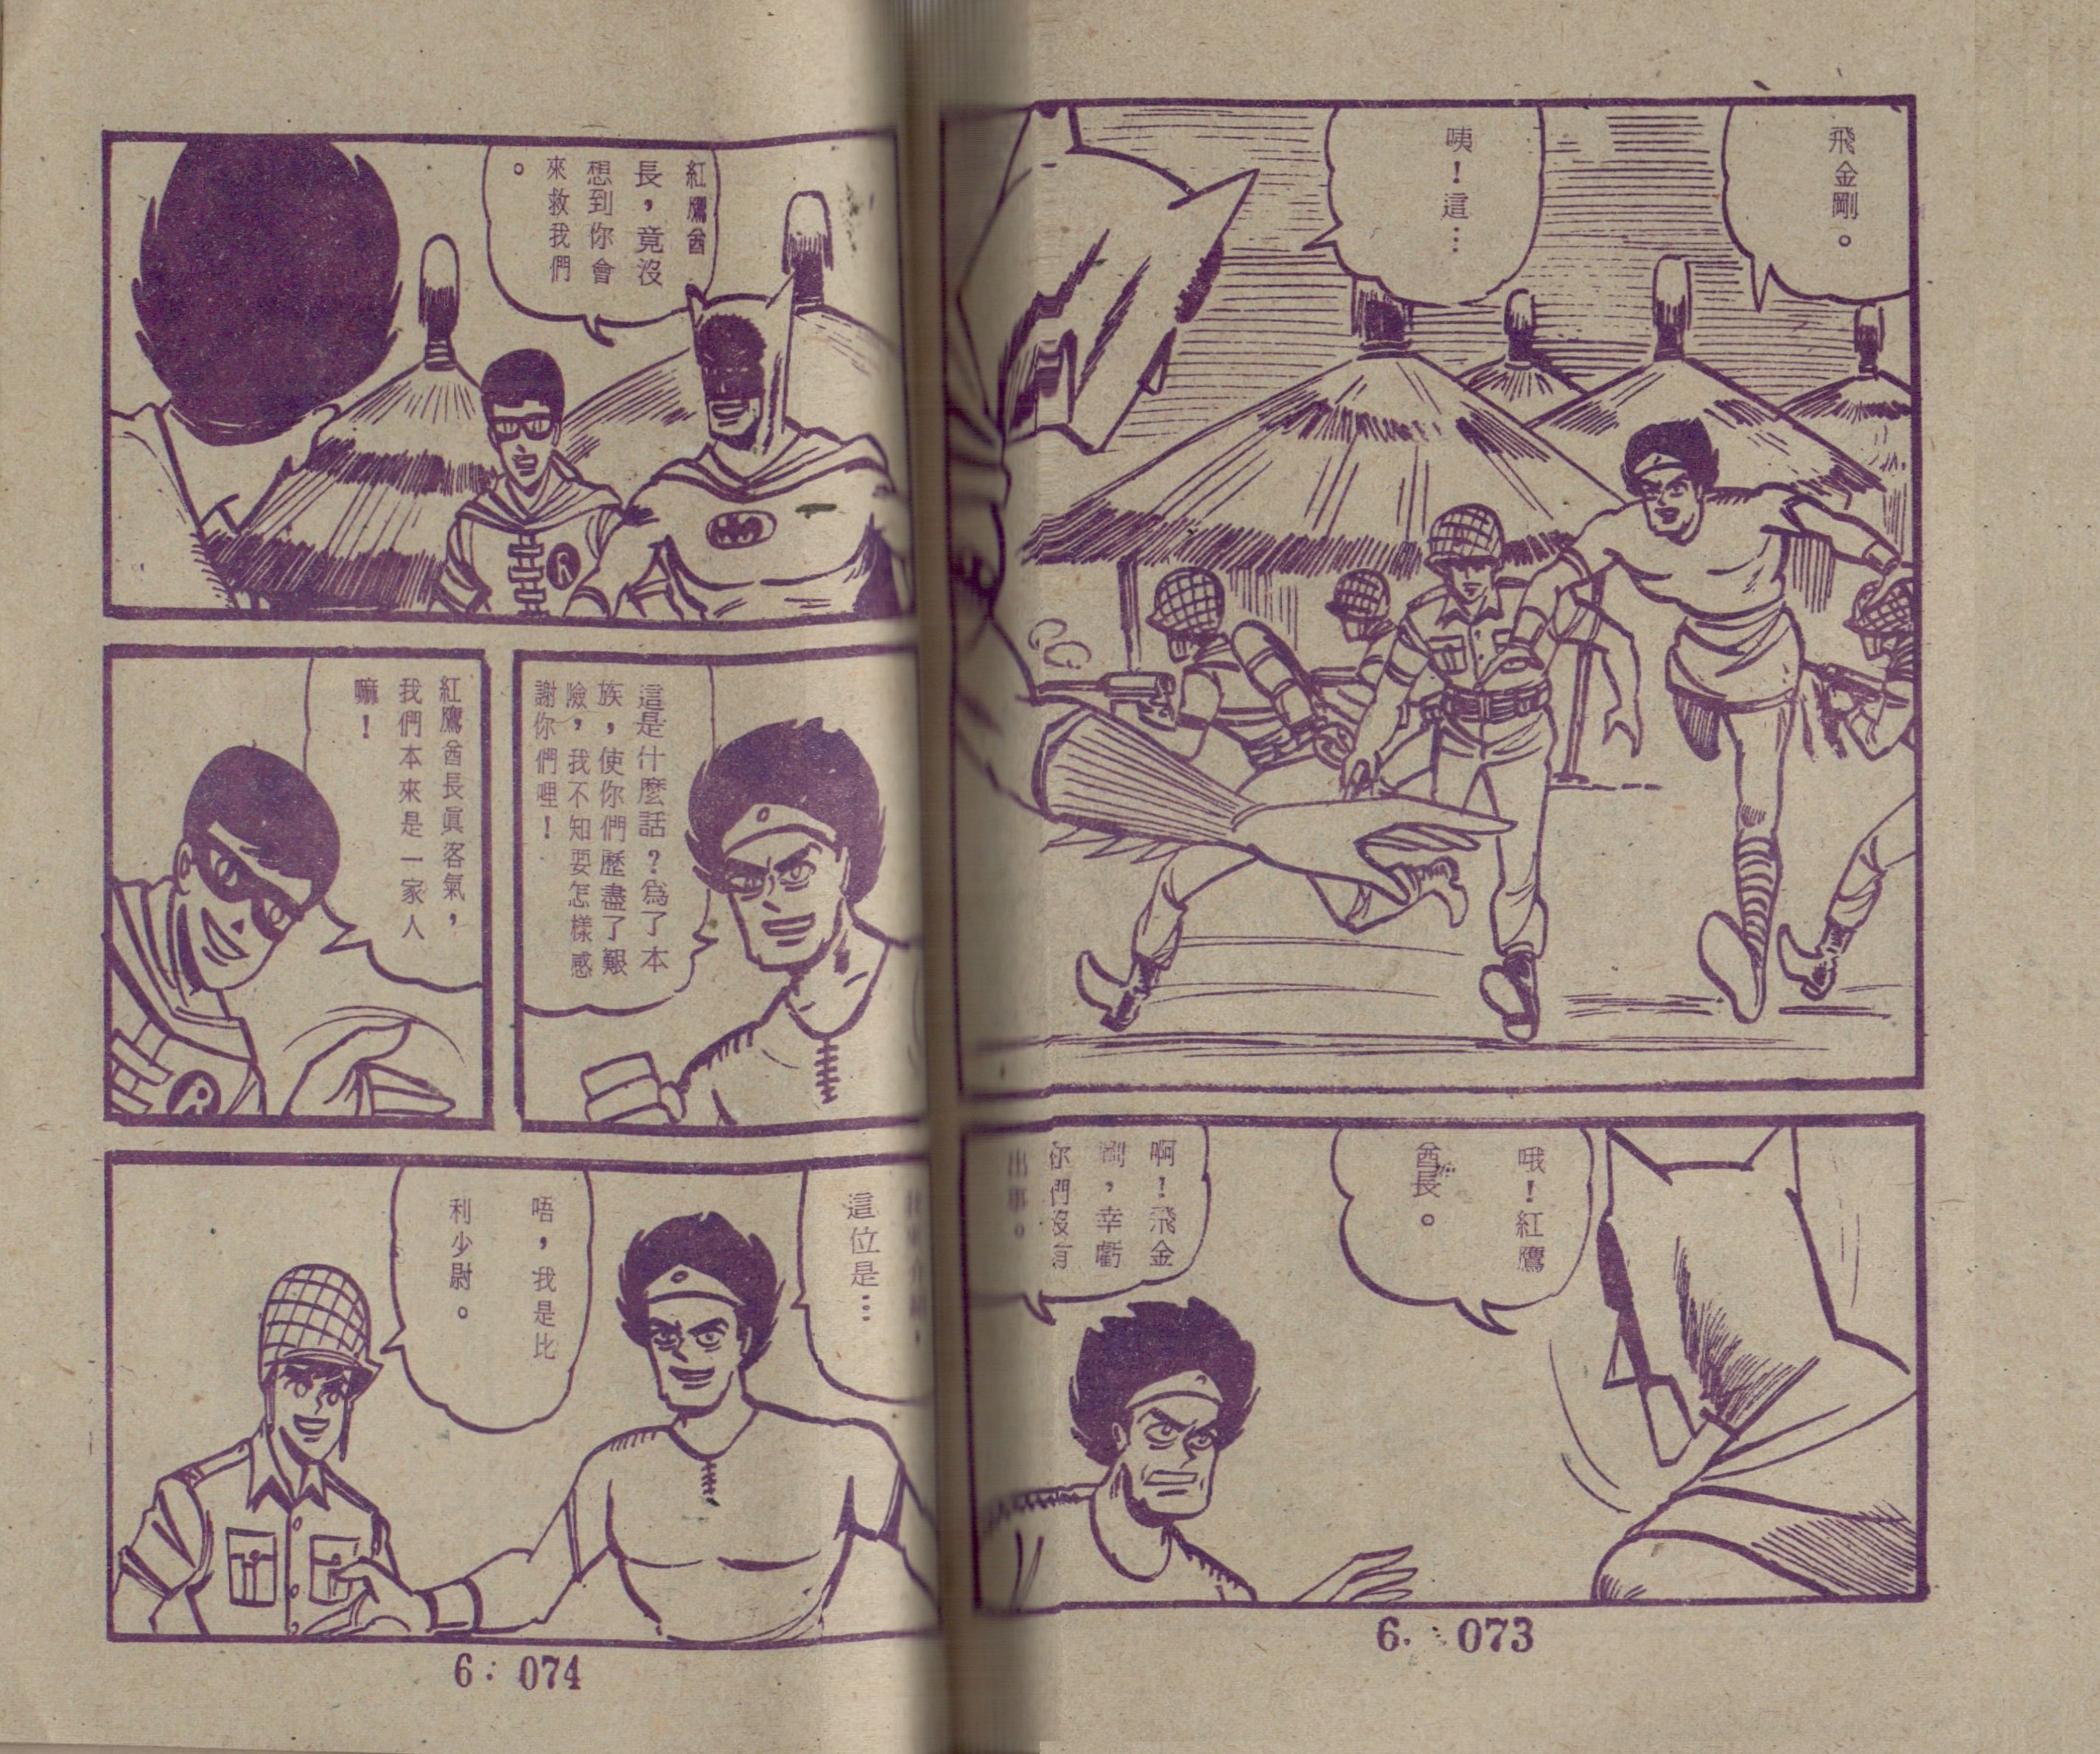 飛金剛。
咦！這…
哦！紅鷹
酋長。
啊！飛金
剛，幸虧
你們沒有
出事。
6. 073
紅鷹酋
長，竟沒
想到你會
來救我們
。
這是什麼話？為了本
族，使你們歷盡了艱
險，我不知要怎樣感
謝你們哩！
紅鷹酋長眞客氣，
我們本來是一家人
嘛！
R
R
這位是…
唔，我是比
利少尉。
6: 074